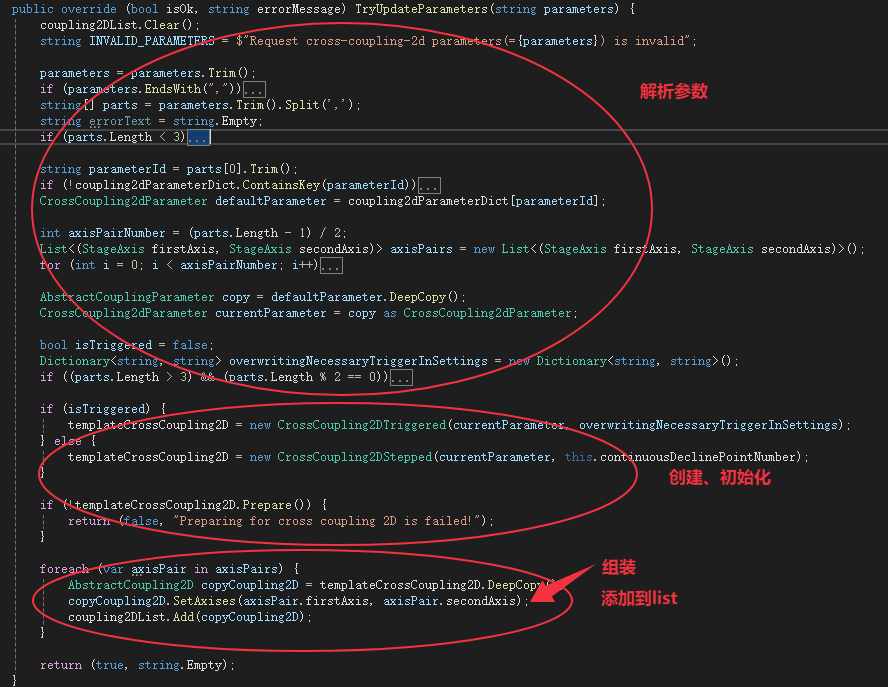 public override (bool isOk, string errorMessage) TryUpdateParameters(string parameters) {
coupling2DList.Clear();
string INVALID_PARAMETERS = $"Request cross-coupling-2d parameters(={parameters}) is invalid";
parameters = parameters.Trim();
if (parameters.EndsWith(","))...
解析参数
string[] parts = parameters.Trim().Split(',');
string errorText = string.Empty;
if (parts.Length < 3)...
string parameterId = parts[0].Trim();
if (!coupling2dParameterDict.ContainsKey(parameterId))...
CrossCoupling2dParameter defaultParameter = coupling2dParameterDict[parameterId];
int axisPairNumber = (parts.Length - 1) / 2;
List<(StageAxis firstAxis, StageAxis secondAxis)> axisPairs = new List<(StageAxis firstAxis, StageAxis secondAxis)>();
for (int i = 0; i < axisPairNumber; i++)...
AbstractCouplingParameter copy = defaultParameter.DeepCopy();
CrossCoupling2dParameter currentParameter = copy as CrossCoupling2dParameter;
bool isTriggered = false;
Dictionary<string, string> overwritingNecessaryTriggerInSettings = new Dictionary<string, string>();
if ((parts.Length > 3) && (parts.Length % 2 == 0))...
if (isTriggered) {
templateCrossCoupling2D = new CrossCoupling2DTriggered(currentParameter, overwritingNecessaryTriggerInSettings);
} else {
templateCrossCoupling2D = new CrossCoupling2DStepped(currentParameter, this.continuousDeclinePointNumber);
}
创建、初始化
if (!templateCrossCoupling2D.Prepare()) {
return (false, "Preparing for cross coupling 2D is failed!");
}
foreach (var axisPair in axisPairs) {
组装
AbstractCoupling2D copyCoupling2D = templateCrossCoupling2D.DeepCopy()
copyCoupling2D.SetAxises(axisPair.firstAxis, axisPair.secondAxis);
添加到list
coupling2DList.Add(copyCoupling2D);
}
return (true, string.Empty);
}